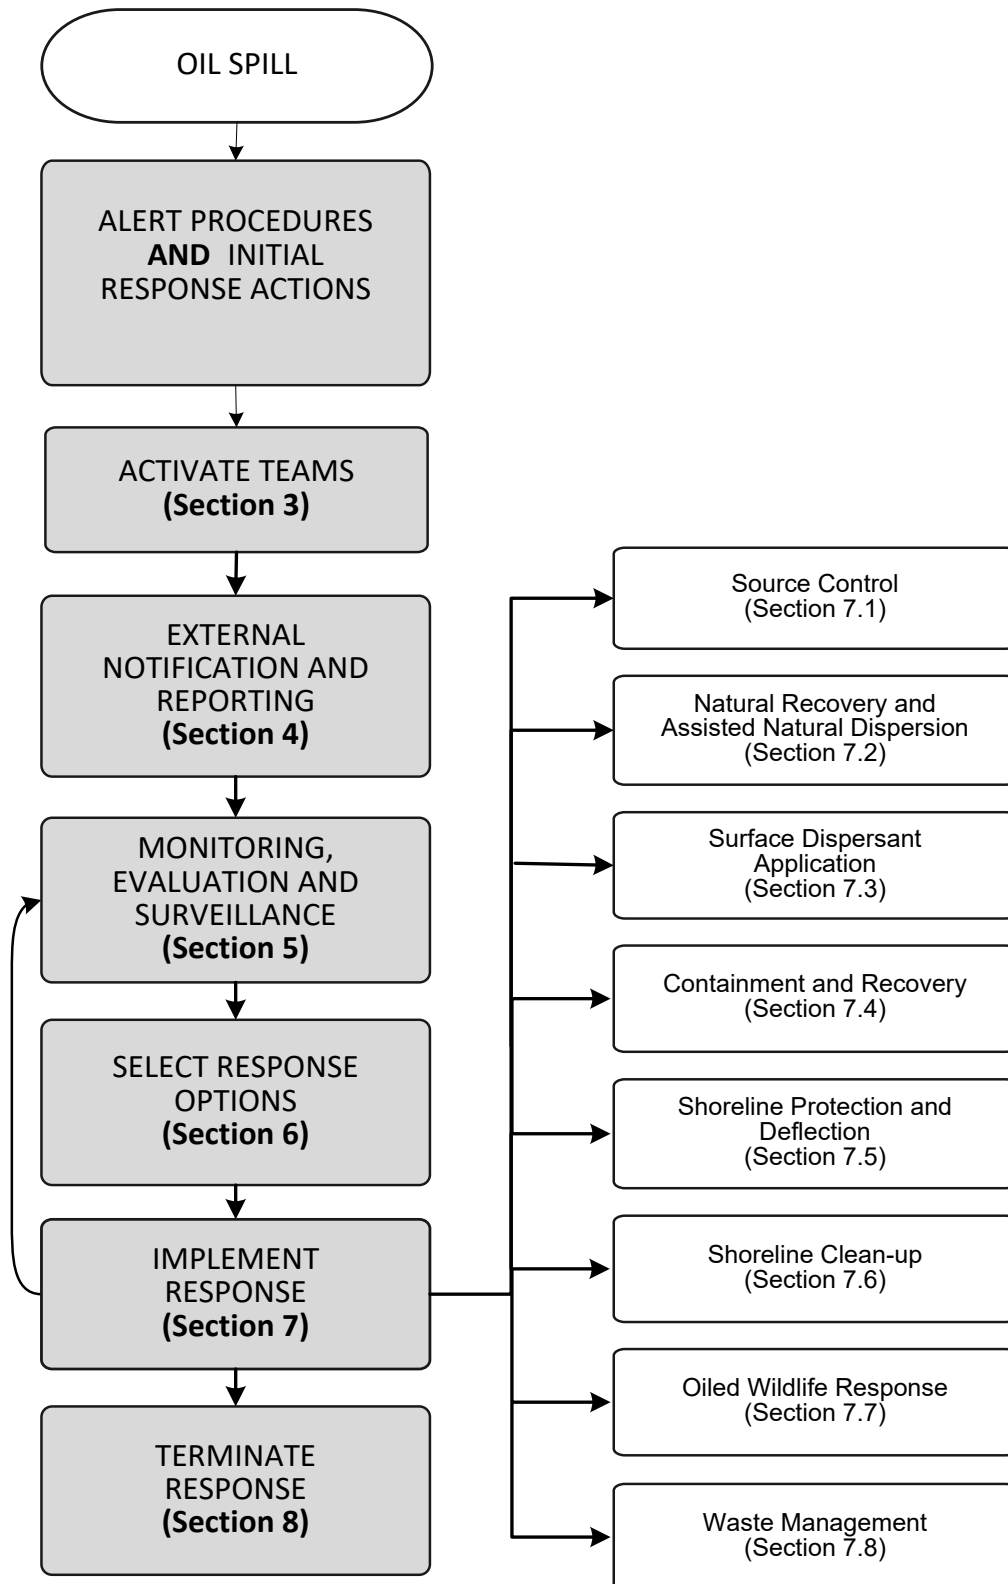 OIL SPILL
ALERT PROCEDURES
AND INITIAL
RESPONSE ACTIONS
ACTIVATE TEAMS
(Section 3)
EXTERNAL
NOTIFICATION AND
REPORTING
(Section 4)
MONITORING,
EVALUATION AND
SURVEILLANCE
(Section 5)
SELECT RESPONSE
OPTIONS
(Section 6)
IMPLEMENT
RESPONSE
(Section 7)
TERMINATE
RESPONSE
(Section 8)
Source Control
(Section 7.1)
Natural Recovery and
Assisted Natural Dispersion
(Section 7.2)
Surface Dispersant
Application
(Section 7.3)
Containment and Recovery
(Section 7.4)
Shoreline Protection and
Deflection
(Section 7.5)
Shoreline Clean-up
(Section 7.6)
Oiled Wildlife Response
(Section 7.7)
Waste Management
(Section 7.8)